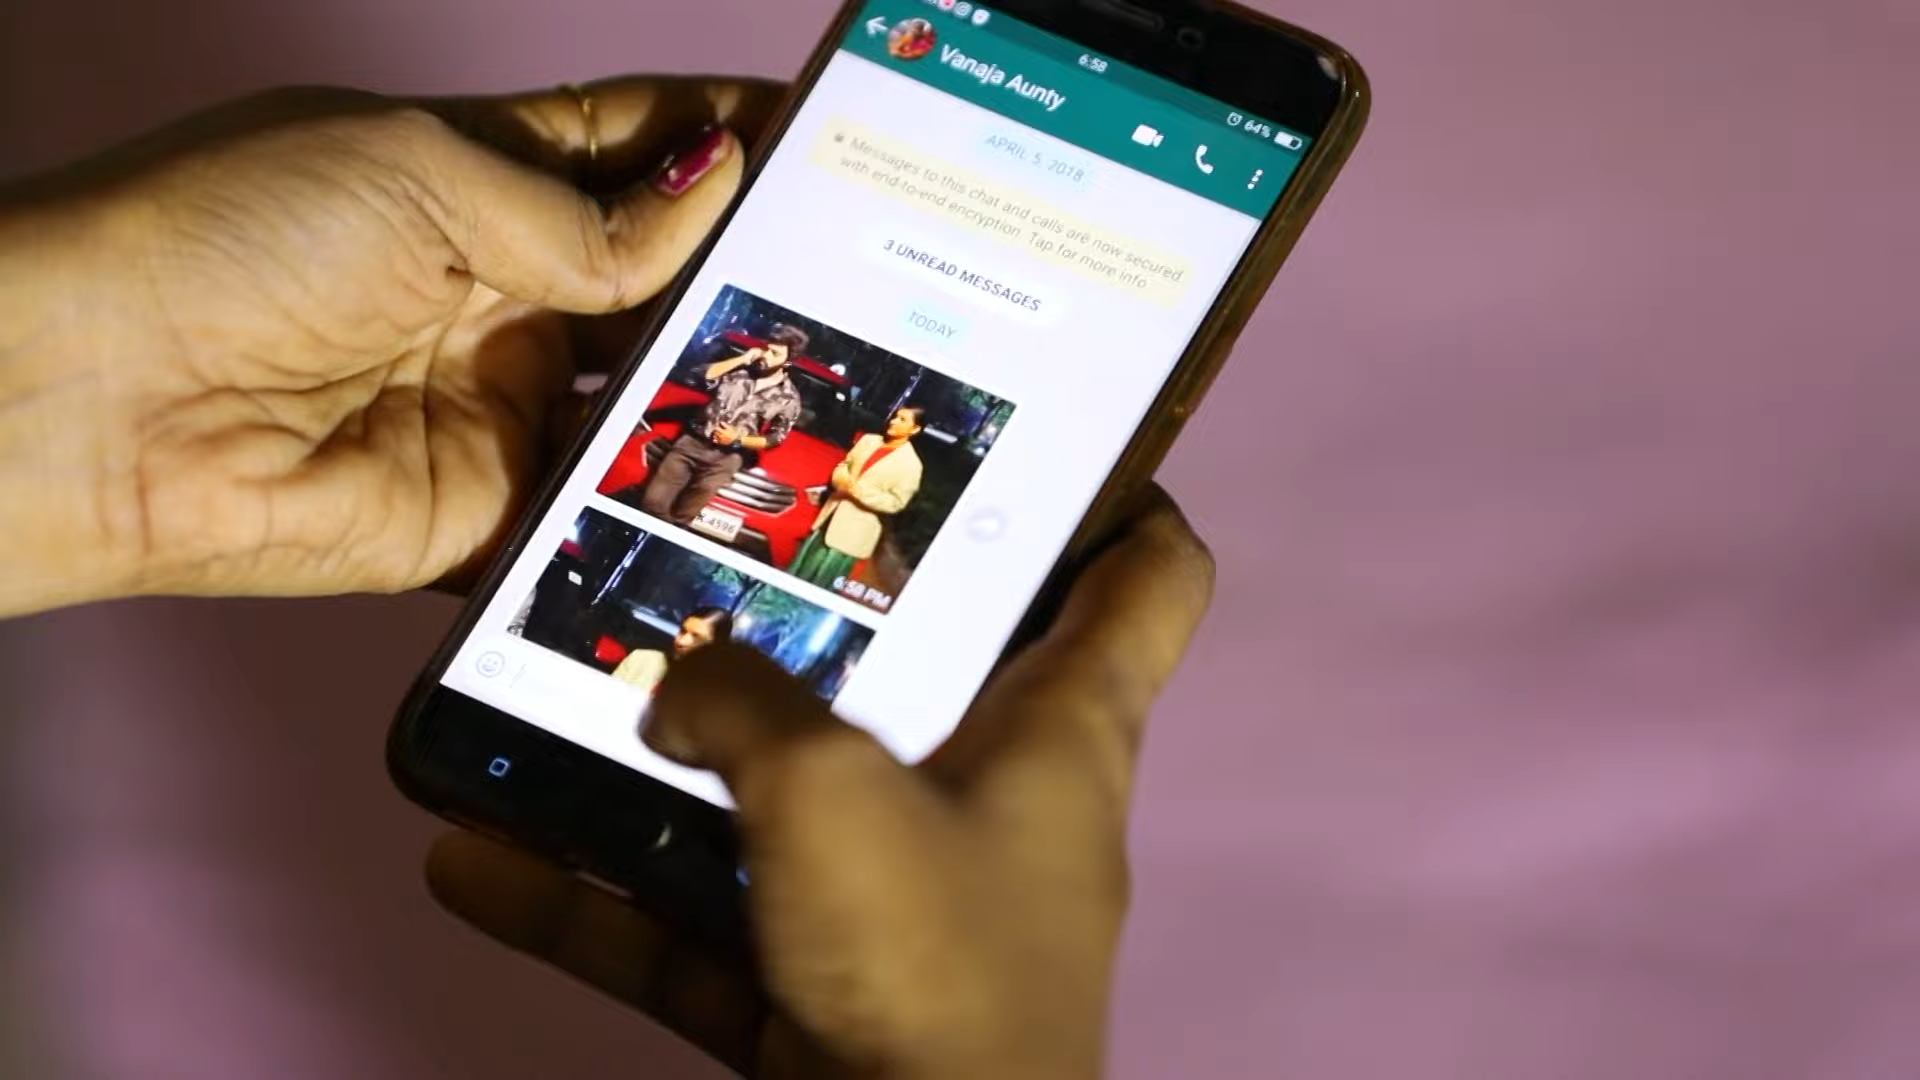 6:58
64%
Vanaja Aunty
APRIL 5, 2018
Messages to this chat and calls are now secured
with end-to-end encryption. Tap for more info.
3 UNREAD MESSAGES
TODAY
K-4596
6:58 PM